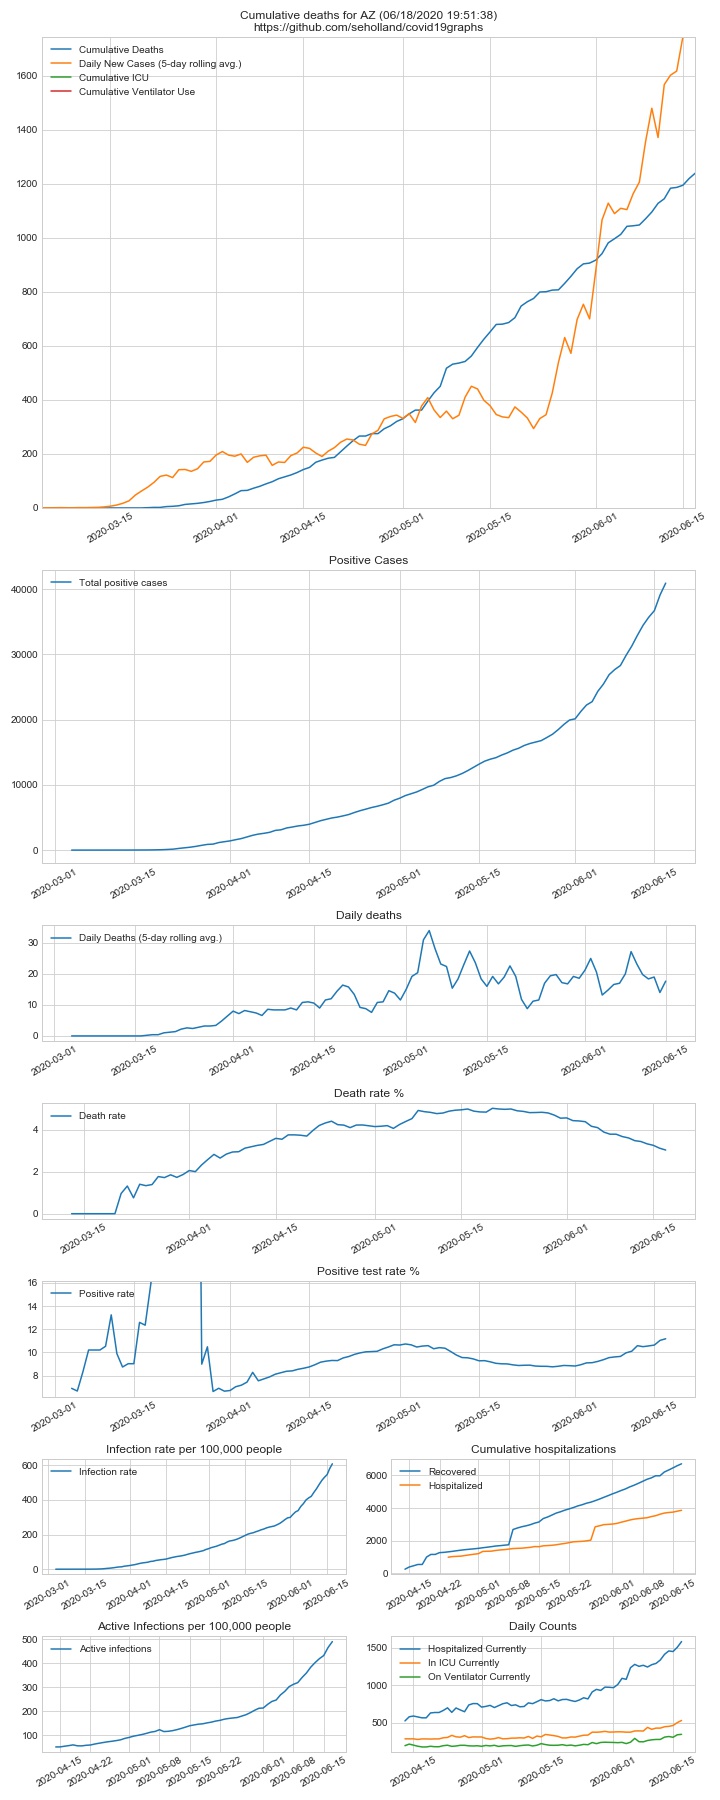 Cumulative deaths for AZ (06/18/2020 19:51:38)
https://github.com/seholland/covid19graphs
Cumulative Deaths
Daily New Cases (5-day rolling avg.)
Cumulative ICU
Cumulative Ventilator Use
1600
1400
1200
1000
800
600
400
200
0
2020-03-15 2020-04-01 2020-04-15 2020-05-01 2020-05-15 2020-06-01 2020-06-15
Positive Cases
Total positive cases
40000
30000
20000
10000
0
2020-03-01 2020-03-15 2020-04-01 2020-04-15 2020-05-01 2020-05-15 2020-06-01 2020-06-15
Daily deaths
Daily Deaths (5-day rolling avg.)
30
20
10
0
2020-03-01 2020-03-15 2020-04-01 2020-04-15 2020-05-01 2020-05-15 2020-06-01 2020-06-15
Death rate %
Death rate
4
2
0
2020-03-15 2020-04-01 2020-04-15 2020-05-01 2020-05-15 2020-06-01 2020-06-15
Positive test rate %
Positive rate
16
14
12
10
8
2020-03-01 2020-03-15 2020-04-01 2020-04-15 2020-05-01 2020-05-15 2020-06-01 2020-06-15
Infection rate per 100,000 people
Infection rate
600
400
200
0
2020-03-01 2020-03-15 2020-04-01 2020-04-15 2020-05-01 2020-05-15 2020-06-01 2020-06-15
Cumulative hospitalizations
Recovered
Hospitalized
6000
4000
2000
0
2020-04-15 2020-04-22 2020-05-01 2020-05-08 2020-05-15 2020-05-22 2020-06-01 2020-06-08 2020-06-15
Active Infections per 100,000 people
Active infections
500
400
300
200
100
2020-04-15 2020-04-22 2020-05-01 2020-05-08 2020-05-15 2020-05-22 2020-06-01 2020-06-08 2020-06-15
Daily Counts
Hospitalized Currently
In ICU Currently
On Ventilator Currently
1500
1000
500
2020-04-15 2020-05-01 2020-05-15 2020-06-01 2020-06-15